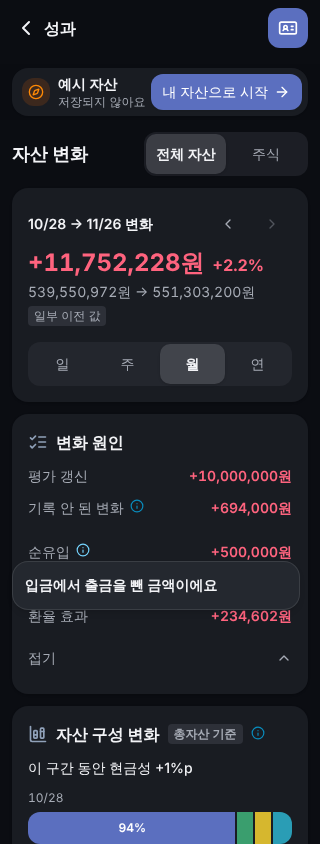 성과
예시 자산
저장되지 않아요
내 자산으로 시작 →
자산 변화
전체 자산
주식
10/28 → 11/26 변화
+11,752,228원 +2.2%
539,550,972원 → 551,303,200원
일부 이전 값
일 주 월 연
변화 원인
평가 갱신 +10,000,000원
기록 안 된 변화 +694,000원
순유입 +500,000원
입금에서 출금을 뺀 금액이에요
환율 효과 +234,602원
접기
자산 구성 변화 총자산 기준
이 구간 동안 현금성 +1%p
10/28
94%